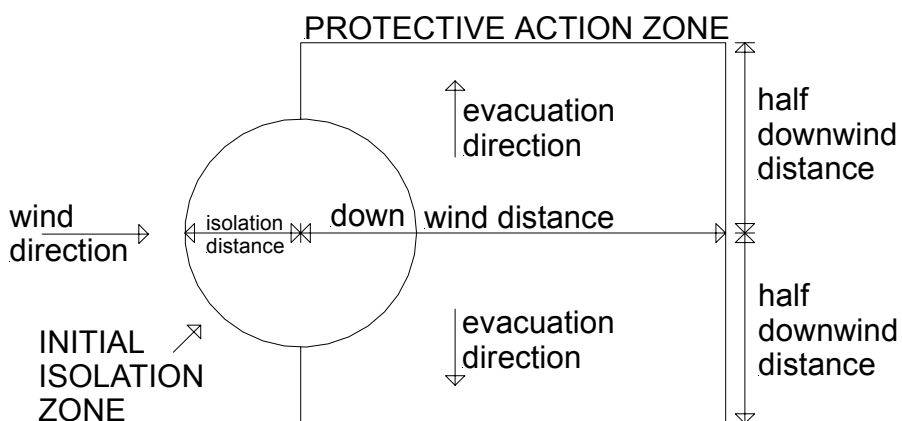 PROTECTIVE ACTION ZONE
evacuation
direction
half
downwind
distance
wind
direction
isolation
distance
down wind distance
evacuation
direction
half
downwind
distance
INITIAL
ISOLATION
ZONE